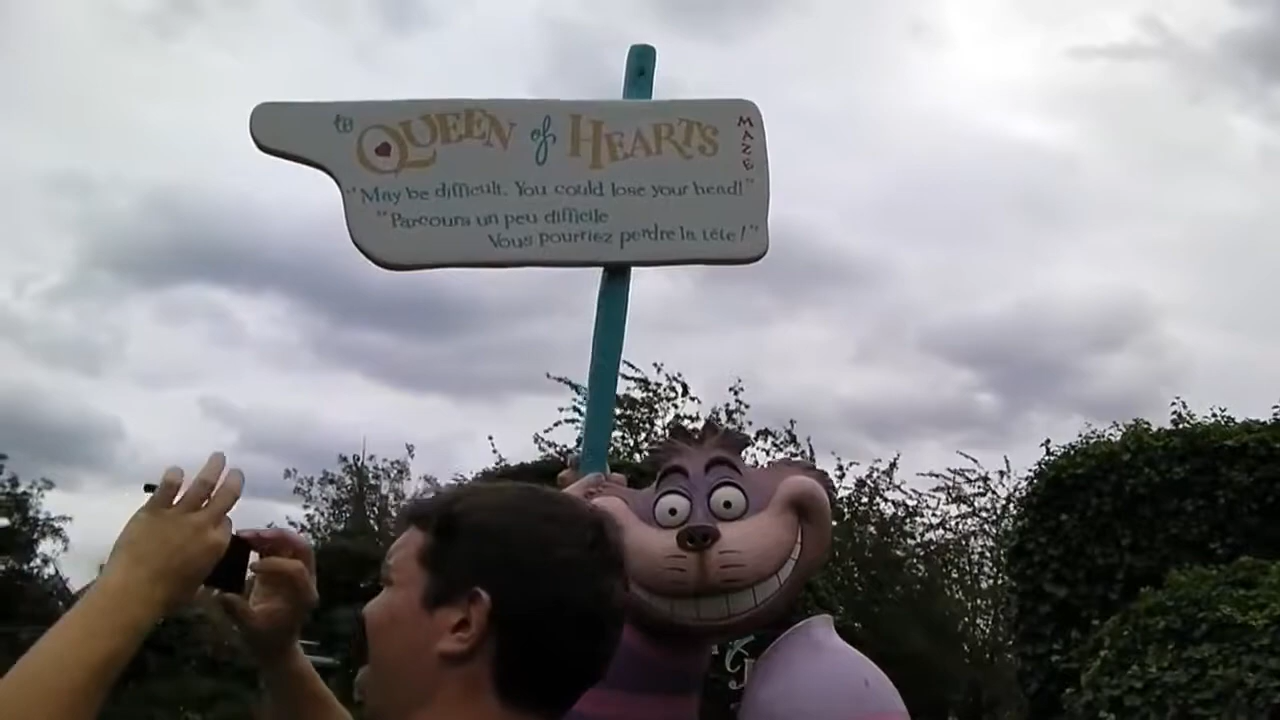 to QUEEN of HEARTS MAZE
"May be difficult. You could lose your head!"
"Parcours un peu difficile
Vous pourriez perdre la tête !"